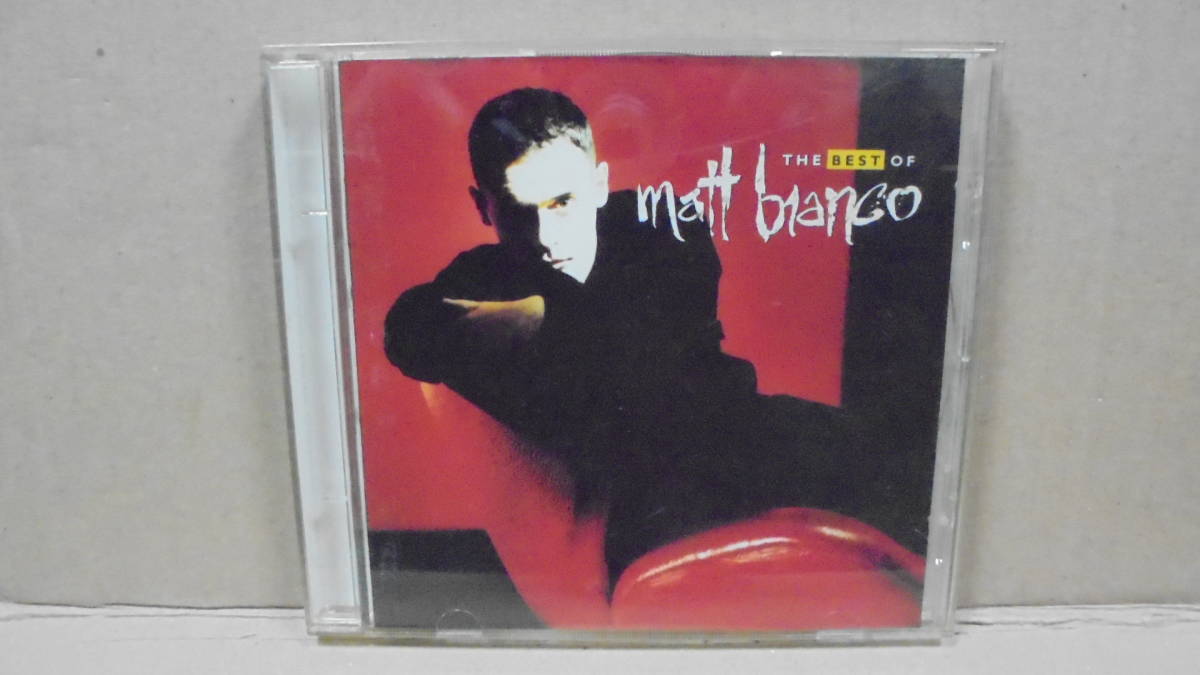 THE BEST OF
matt bianco